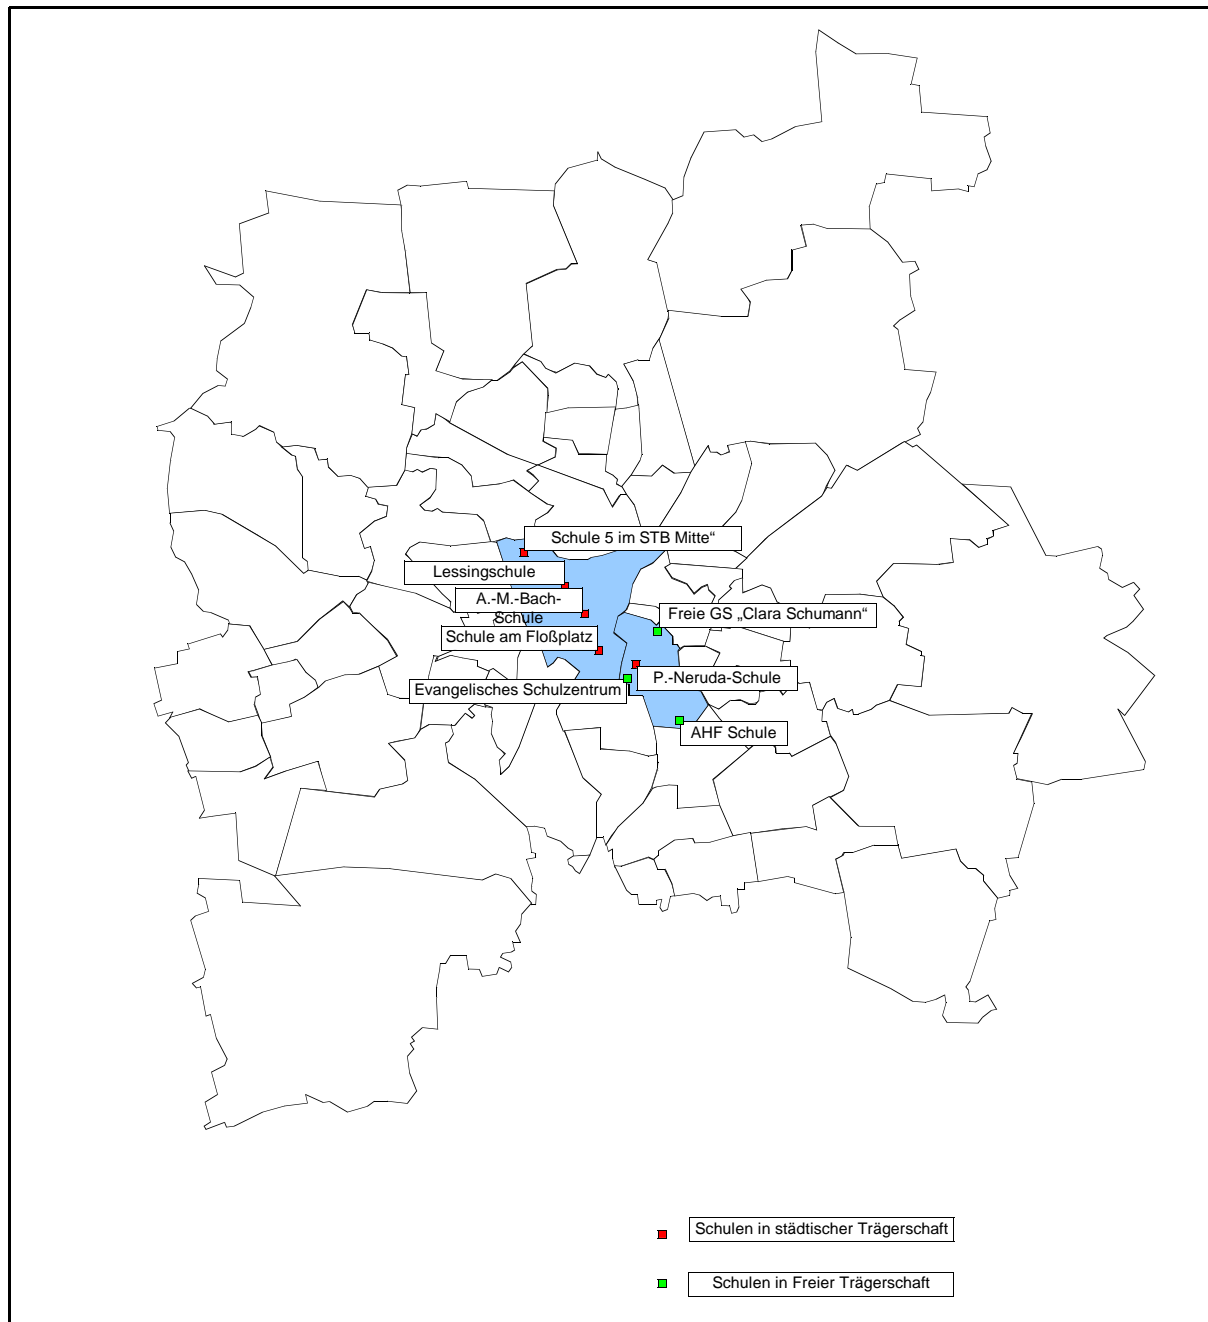 Schule 5 im STB Mitte“
Lessingschule
A.-M.-Bach-
Schule
Freie GS „Clara Schumann“
Schule am Floßplatz
P.-Neruda-Schule
Evangelisches Schulzentrum
AHF Schule
Schulen in städtischer Trägerschaft
Schulen in Freier Trägerschaft